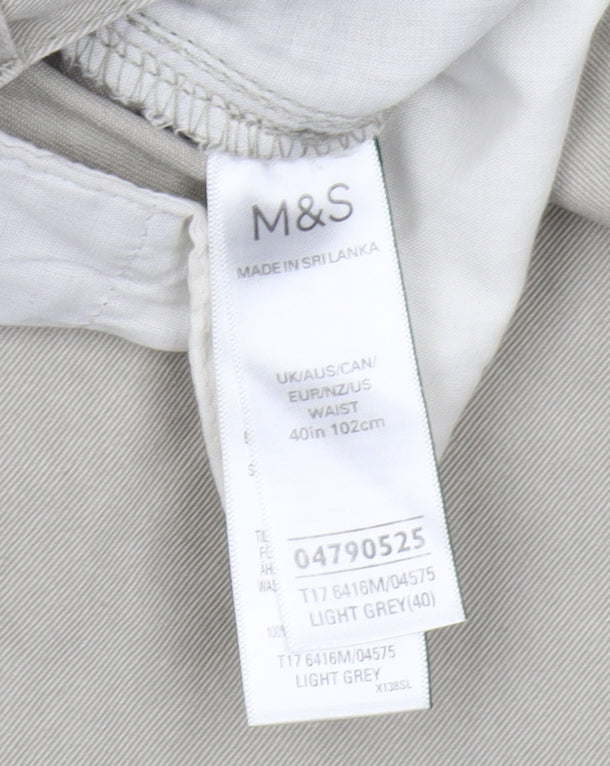 M&S
MADE IN SRI LANKA
UK/AUS/CAN/
EUR/NZ/US
WAIST
40in 102cm
04790525
T17 6416M/04575
LIGHT GREY(40)
100%
T17 6416M/04575
LIGHT GREY
X138SL